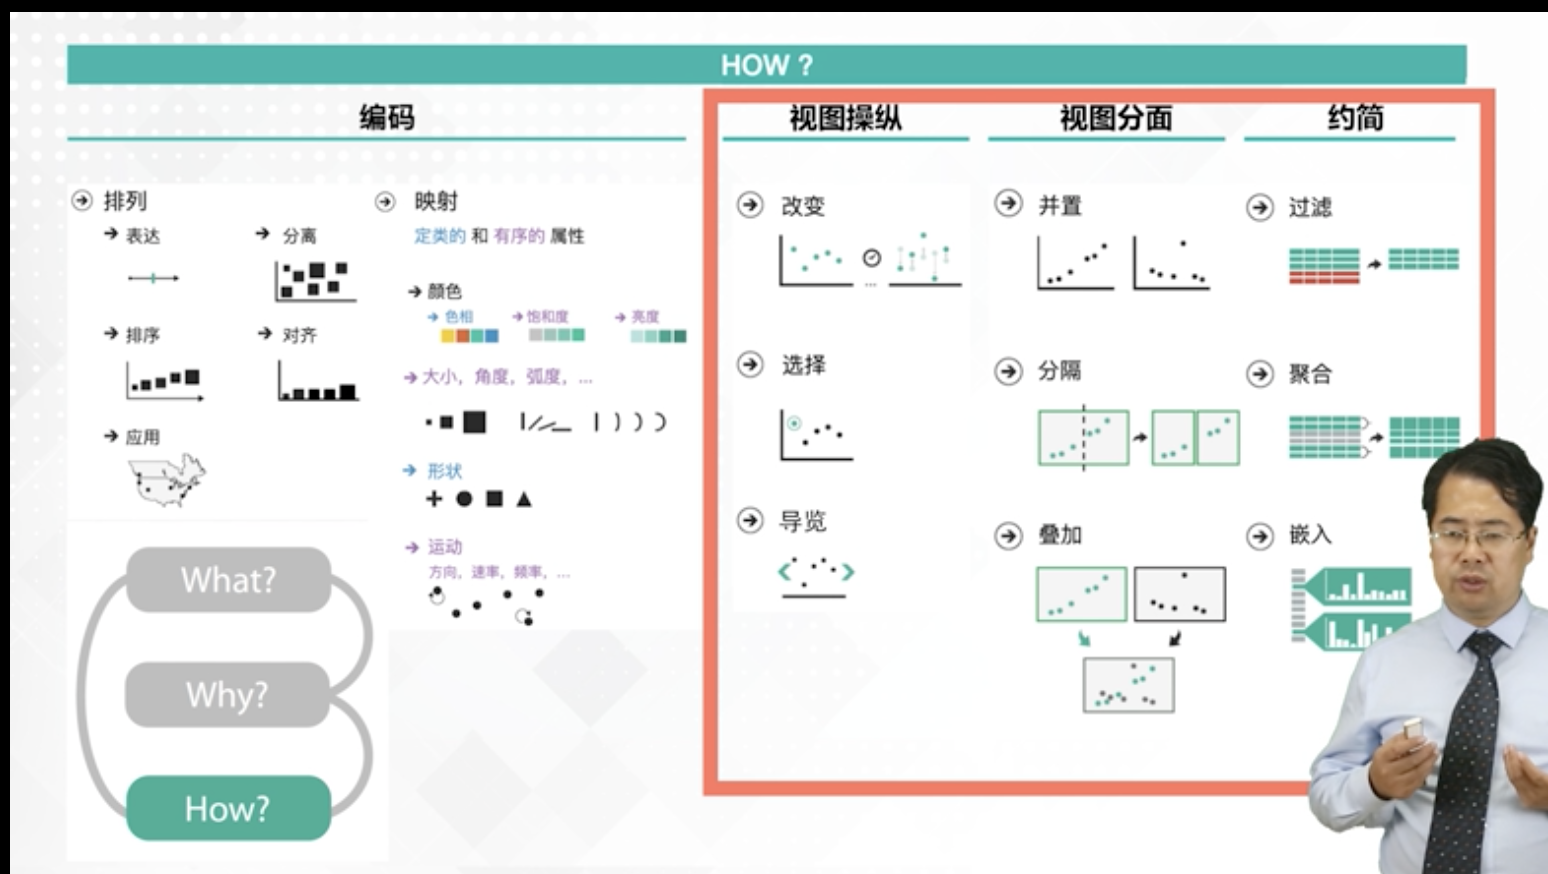 HOW ?
编码
视图操纵
视图分面
约简
排列
表达
分离
排序
对齐
应用
映射
定类的 和 有序的 属性
颜色
色相
饱和度
亮度
大小，角度，弧度，...
形状
运动
方向，速率，频率，...
改变
...
选择
导览
并置
分隔
叠加
过滤
聚合
嵌入
What?
Why?
How?